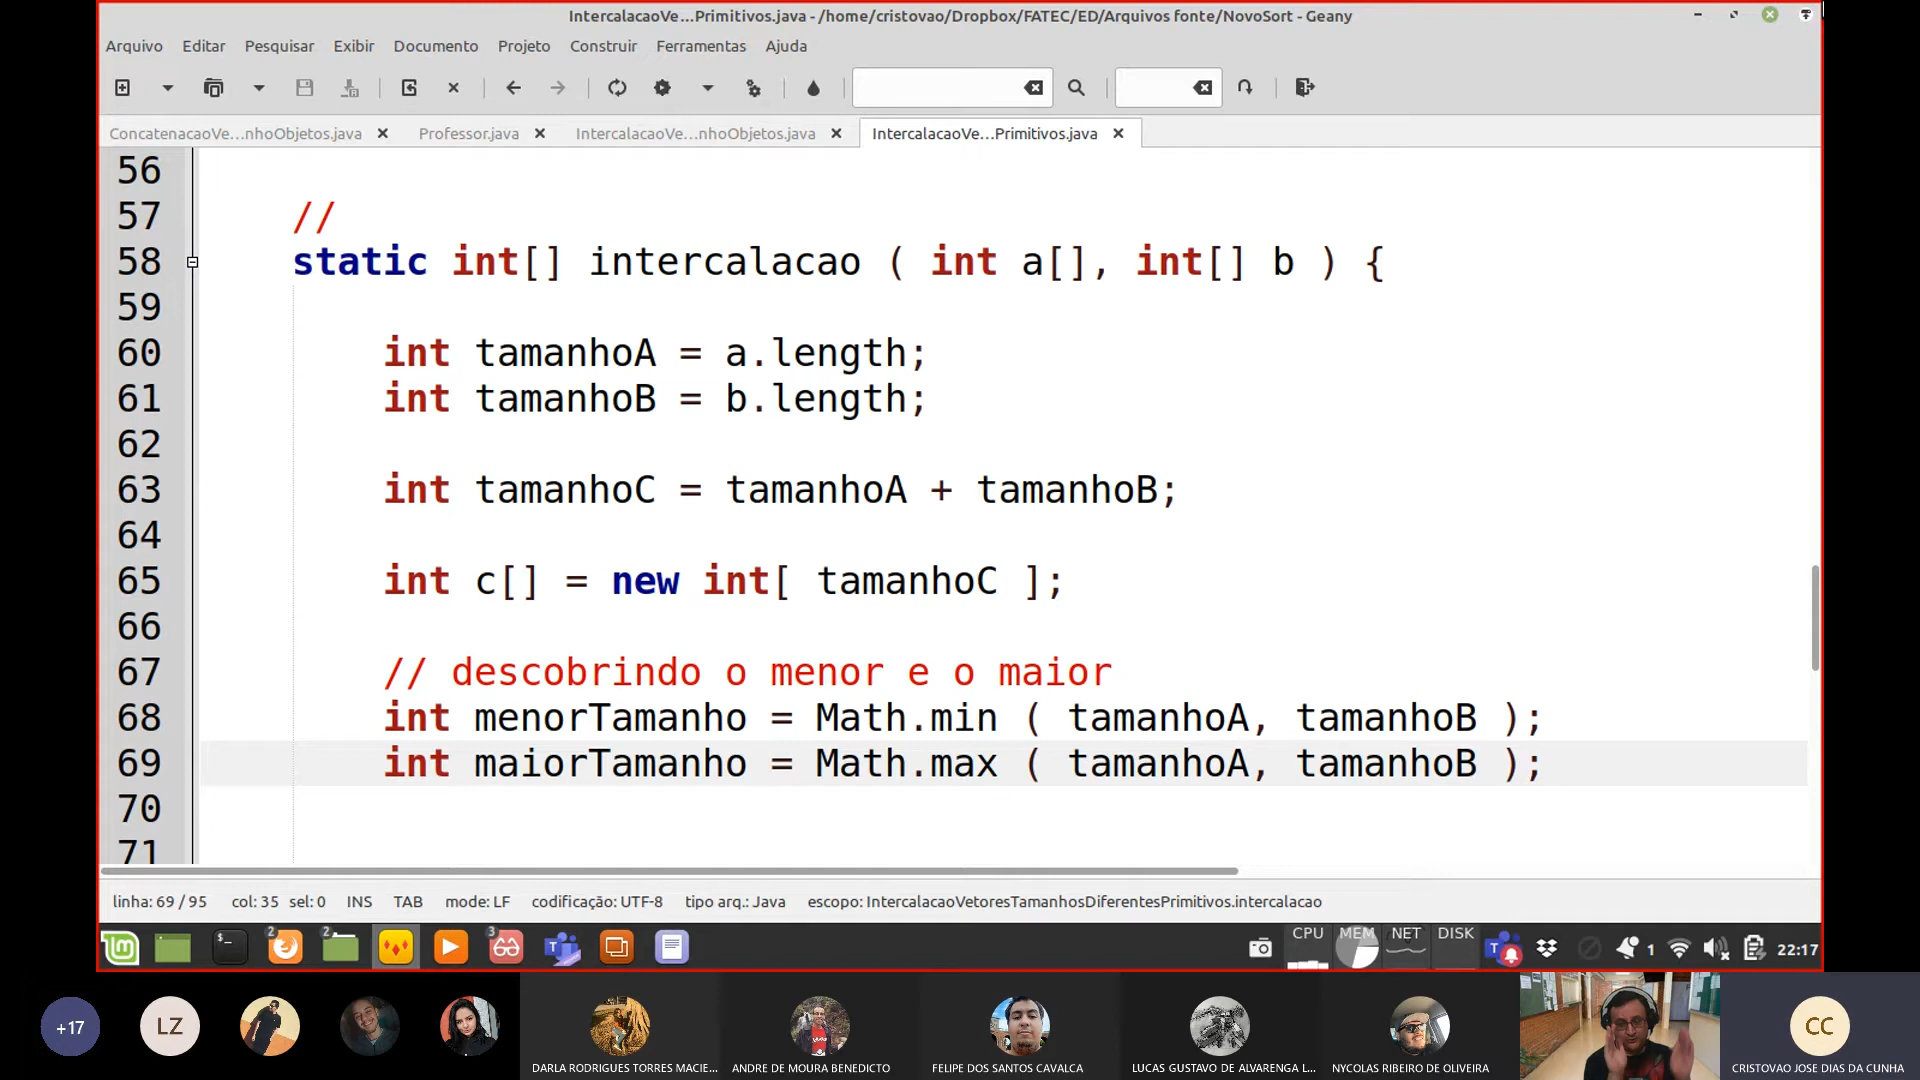 IntercalacaoVe...Primitivos.java - /home/cristovao/Dropbox/FATEC/ED/Arquivos fonte/NovoSort - Geany
Arquivo Editar Pesquisar Exibir Documento Projeto Construir Ferramentas Ajuda
ConcatenacaoVe...nhoObjetos.java Professor.java IntercalacaoVe...nhoObjetos.java IntercalacaoVe...Primitivos.java
56
57 //
58 static int[] intercalacao ( int a[], int[] b ) {
59
60 int tamanhoA = a.length;
61 int tamanhoB = b.length;
62
63 int tamanhoC = tamanhoA + tamanhoB;
64
65 int c[] = new int[ tamanhoC ];
66
67 // descobrindo o menor e o maior
68 int menorTamanho = Math.min ( tamanhoA, tamanhoB );
69 int maiorTamanho = Math.max ( tamanhoA, tamanhoB );
70
71
linha: 69 / 95 col: 35 sel: 0 INS TAB mode: LF codificação: UTF-8 tipo arq.: Java escopo: IntercalacaoVetoresTamanhosDiferentesPrimitivos.intercalacao
2 2 3 CPU MEM NET DISK 1 22:17
+17 LZ CC
DARLA RODRIGUES TORRES MACIE... ANDRE DE MOURA BENEDICTO FELIPE DOS SANTOS CAVALCA LUCAS GUSTAVO DE ALVARENGA L... NYCOLAS RIBEIRO DE OLIVEIRA CRISTOVAO JOSE DIAS DA CUNHA